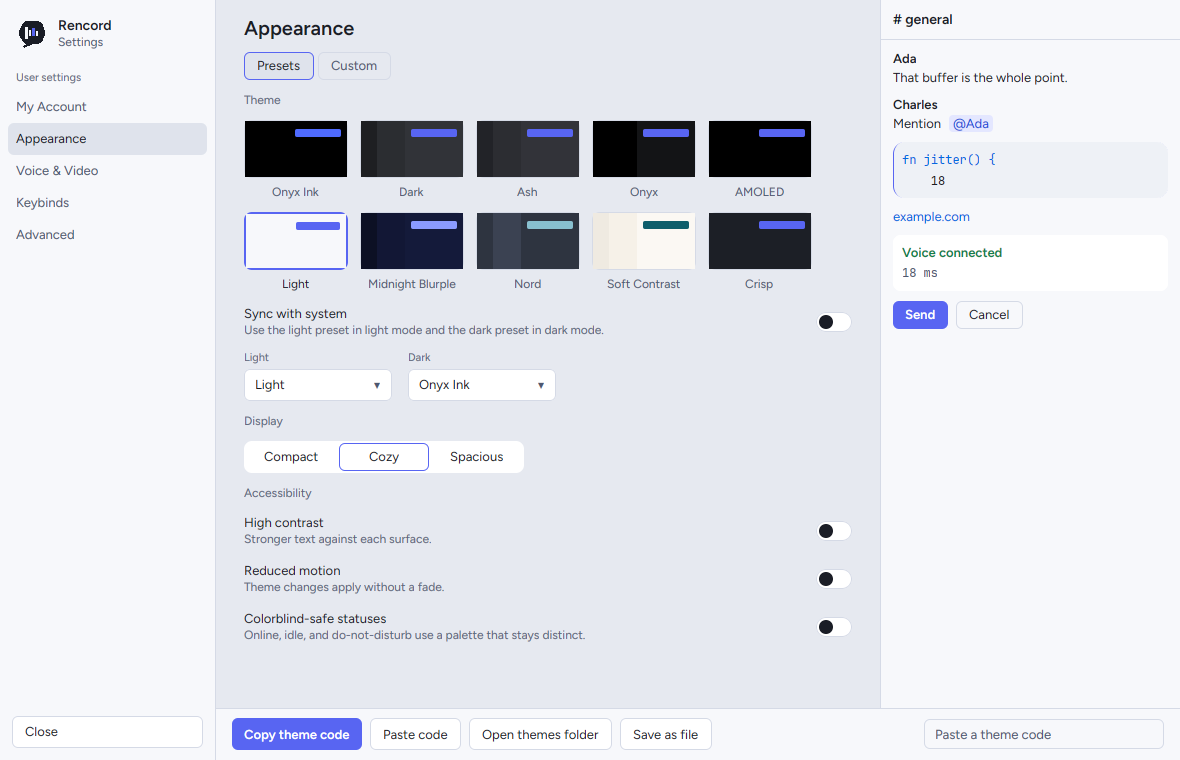 Rencord
Settings
User settings
My Account
Appearance
Voice & Video
Keybinds
Advanced
Close
Appearance
Presets
Custom
Theme
Onyx Ink
Dark
Ash
Onyx
AMOLED
Light
Midnight Blurple
Nord
Soft Contrast
Crisp
Sync with system
Use the light preset in light mode and the dark preset in dark mode.
Light
Dark
Light ▼
Onyx Ink ▼
Display
Compact
Cozy
Spacious
Accessibility
High contrast
Stronger text against each surface.
Reduced motion
Theme changes apply without a fade.
Colorblind-safe statuses
Online, idle, and do-not-disturb use a palette that stays distinct.
Copy theme code
Paste code
Open themes folder
Save as file
Paste a theme code
# general
Ada
That buffer is the whole point.
Charles
Mention @Ada
fn jitter() {
18
example.com
Voice connected
18 ms
Send
Cancel